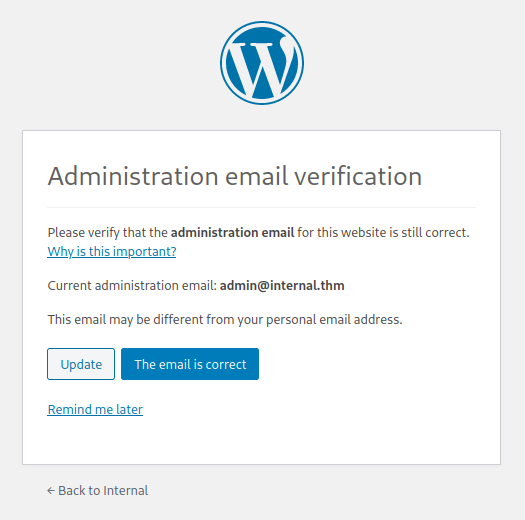 Administration email verification
Please verify that the administration email for this website is still correct.
Why is this important?
Current administration email: admin@internal.thm
This email may be different from your personal email address.
Update
The email is correct
Remind me later
← Back to Internal